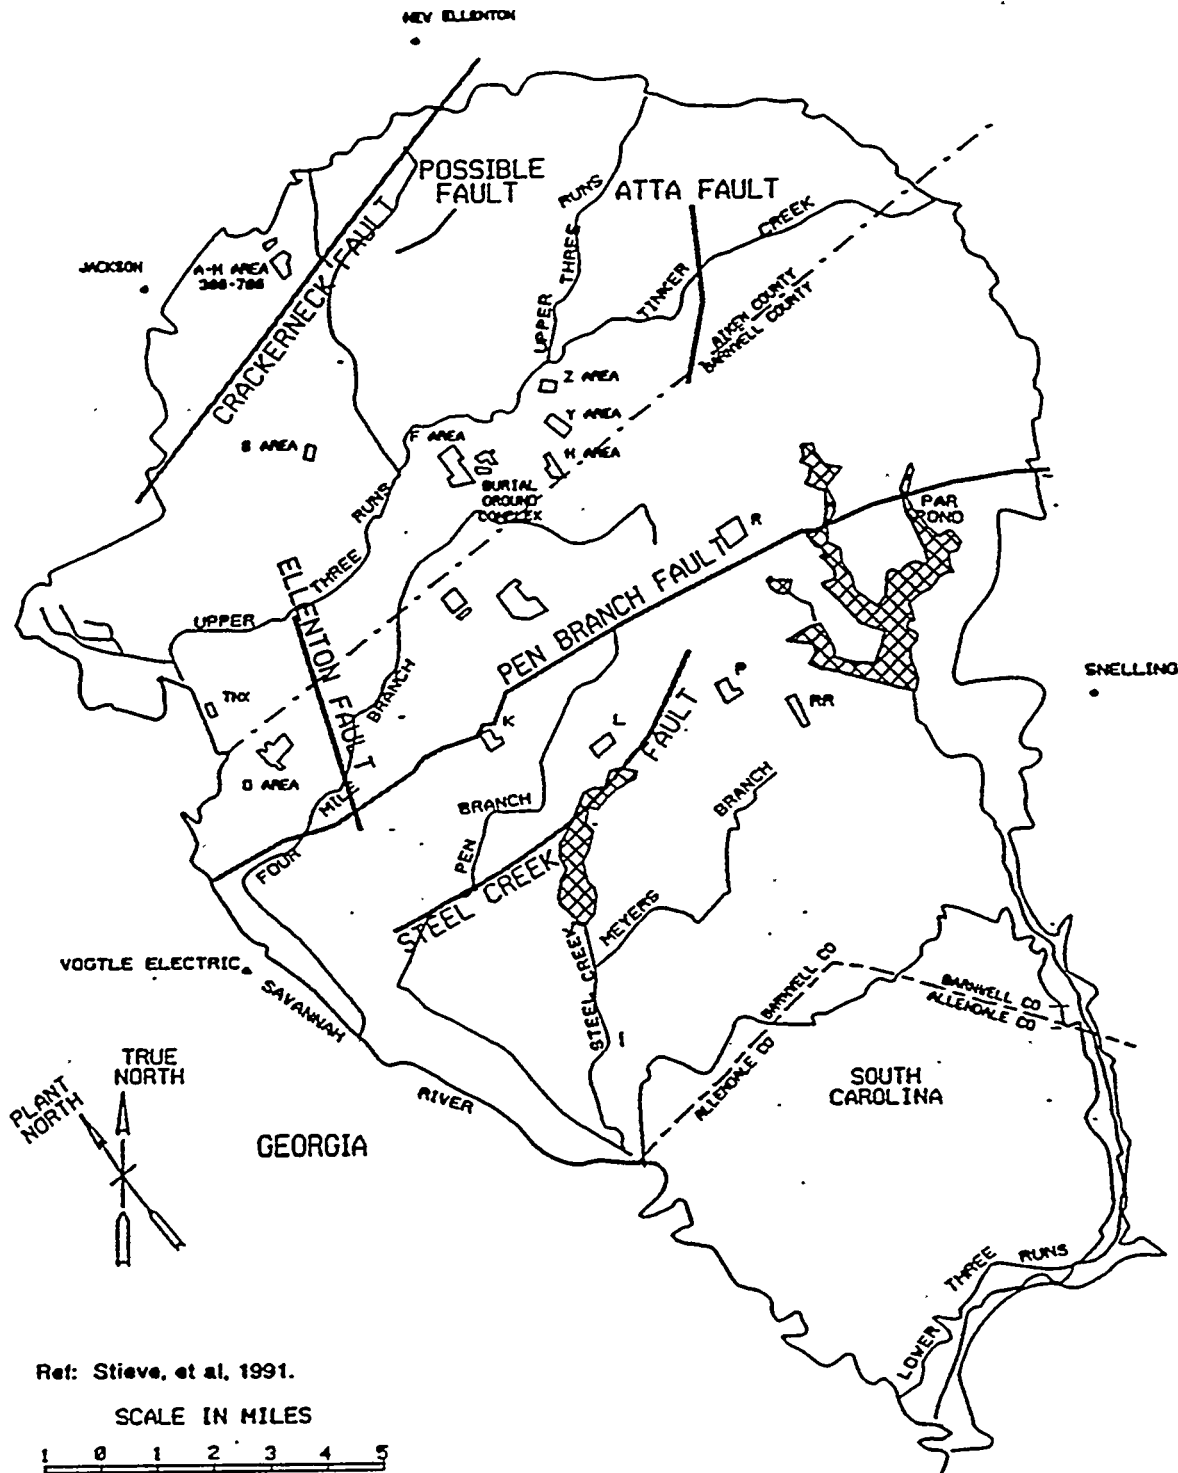 NEW ELLENTON
POSSIBLE
FAULT
ATTA FAULT
UPPER THREE RUNS
TINKER CREEK
JACKSON
A-M AREA
CRACKERNECK FAULT
AIKEN COUNTY
BARNWELL COUNTY
Z AREA
Y AREA
F AREA
H AREA
BURIAL
GROUND
COMPLEX
PAR
POND
R
UPPER THREE RUNS
ELLENTON FAULT
PEN BRANCH FAULT
SNELLING
TNX
D AREA
K
L
P
RR
FOUR MILE BRANCH
PEN BRANCH
STEEL CREEK FAULT
MEYERS BRANCH
STEEL CREEK
VOGTLE ELECTRIC
SAVANNAH RIVER
BARNWELL CO
ALLENDALE CO
BARNWELL CO
ALLENDALE CO
SOUTH
CAROLINA
GEORGIA
TRUE
NORTH
PLANT
NORTH
LOWER THREE RUNS
Ref: Stieve, et al, 1991.
SCALE IN MILES
1 0 1 2 3 4 5